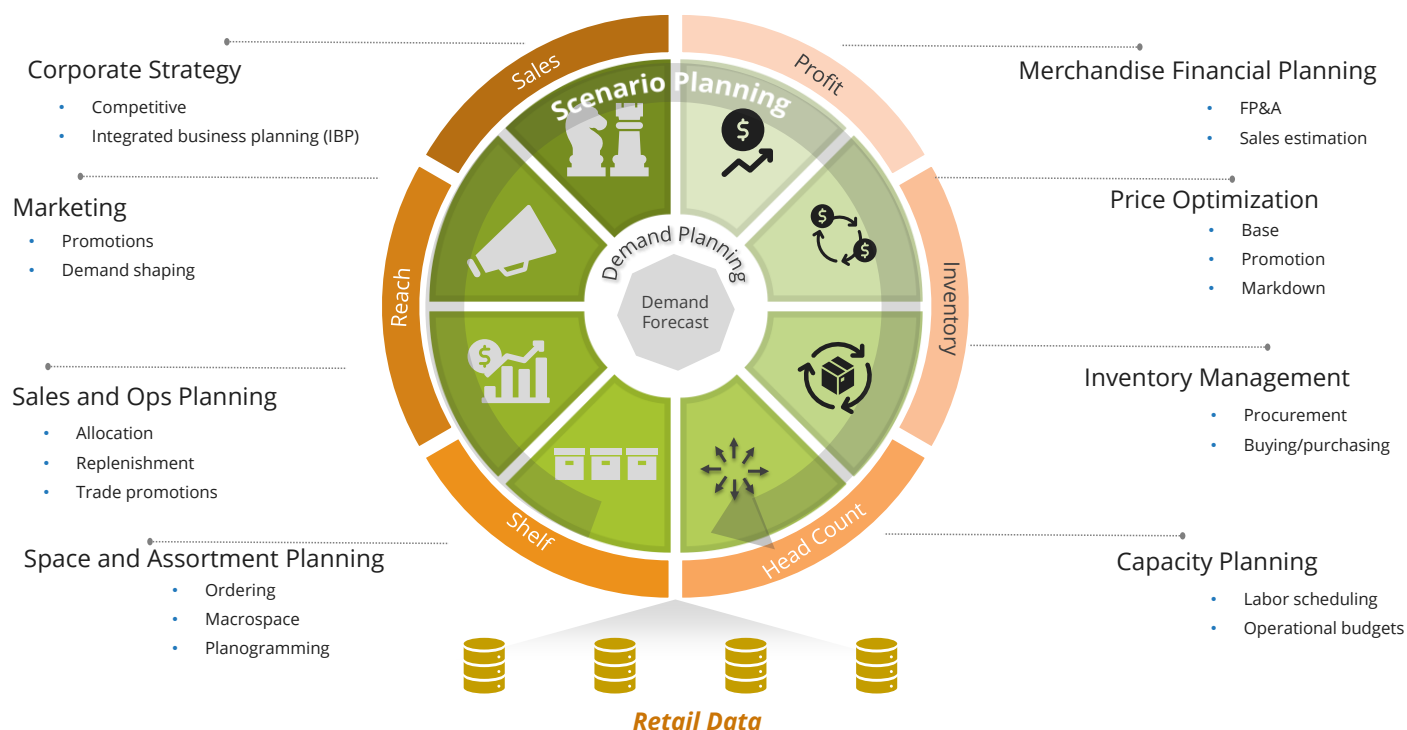 Corporate Strategy
• Competitive
• Integrated business planning (IBP)
Marketing
• Promotions
• Demand shaping
Sales and Ops Planning
• Allocation
• Replenishment
• Trade promotions
Space and Assortment Planning
• Ordering
• Macrospace
• Planogramming
Sales
Profit
Reach
Inventory
Shelf
Head Count
Scenario Planning
$
$
$
$
Demand Planning
Demand
Forecast
Merchandise Financial Planning
• FP&A
• Sales estimation
Price Optimization
• Base
• Promotion
• Markdown
Inventory Management
• Procurement
• Buying/purchasing
Capacity Planning
• Labor scheduling
• Operational budgets
Retail Data